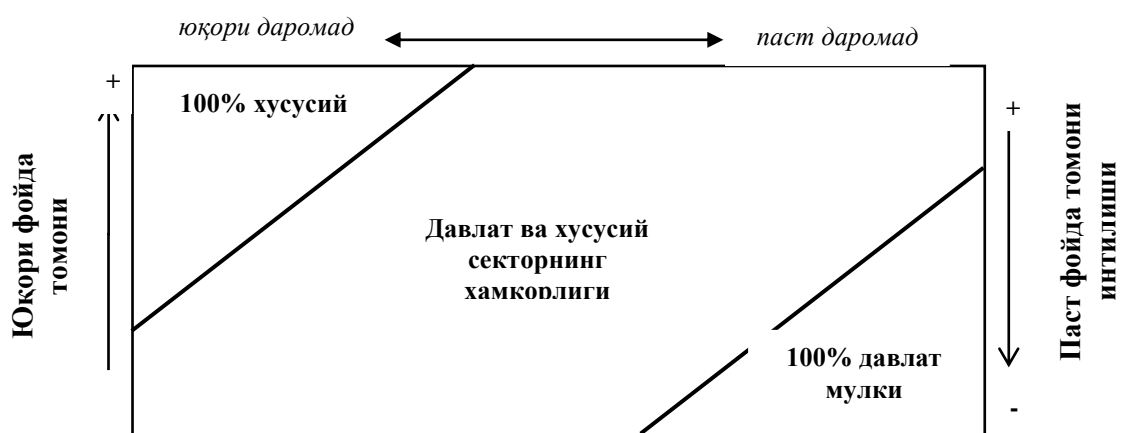 юқори даромад
паст даромад
+
100% хусусий
+
Юқори фойда
томони
Давлат ва хусусий
секторнинг
хамкорлиги
Паст фойда томони
интилиши
100% давлат
мулки
-